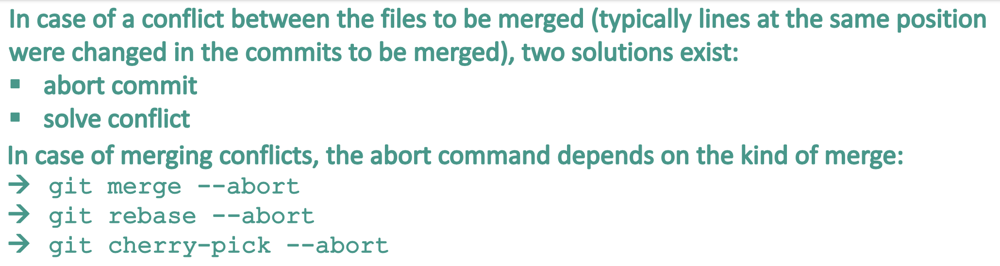 In case of a conflict between the files to be merged (typically lines at the same position
were changed in the commits to be merged), two solutions exist:
▪ abort commit
▪ solve conflict
In case of merging conflicts, the abort command depends on the kind of merge:
→ git merge --abort
→ git rebase --abort
→ git cherry-pick --abort